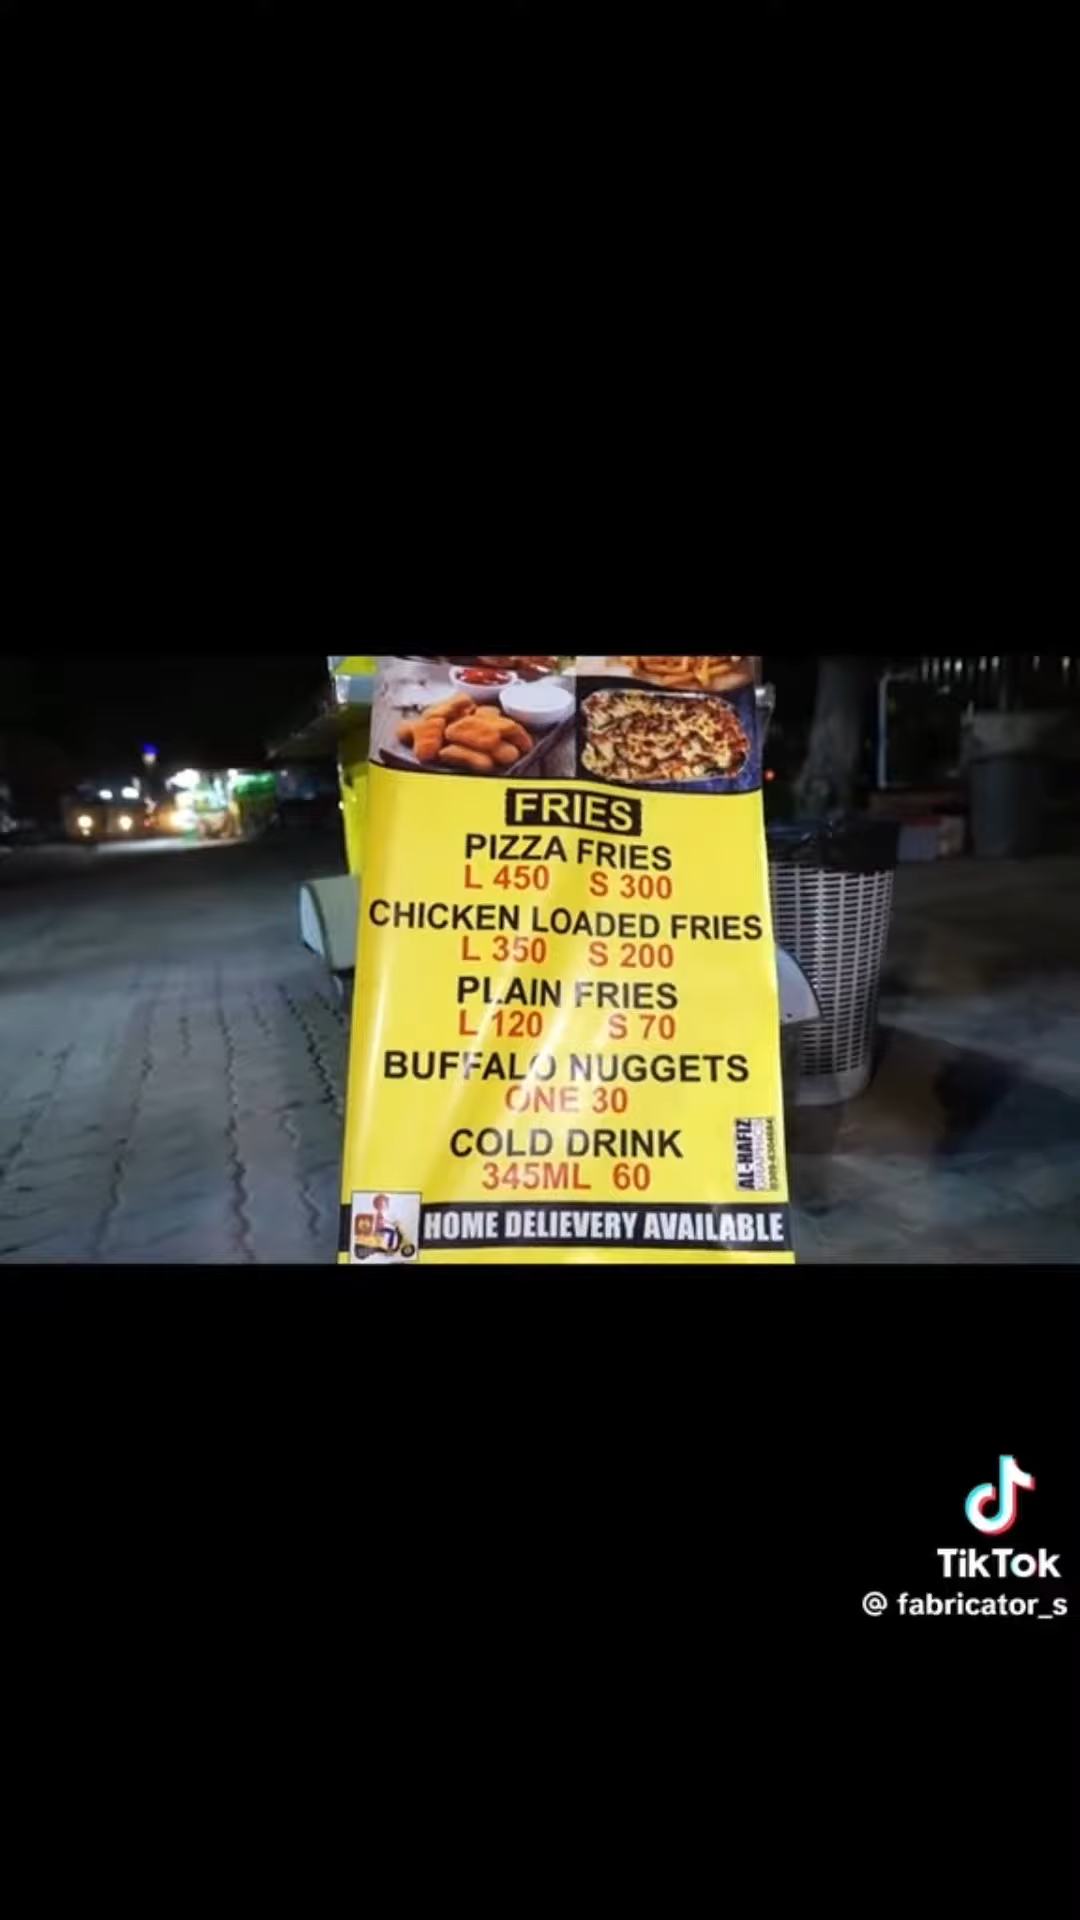 FRIES
PIZZA FRIES
L 450 S 300
CHICKEN LOADED FRIES
L 350 S 200
PLAIN FRIES
L 120 S 70
BUFFALO NUGGETS
ONE 30
COLD DRINK
345ML 60
AL-HAFIZ
GRAPHICS
HOME DELIEVERY AVAILABLE
TikTok
@ fabricator_s